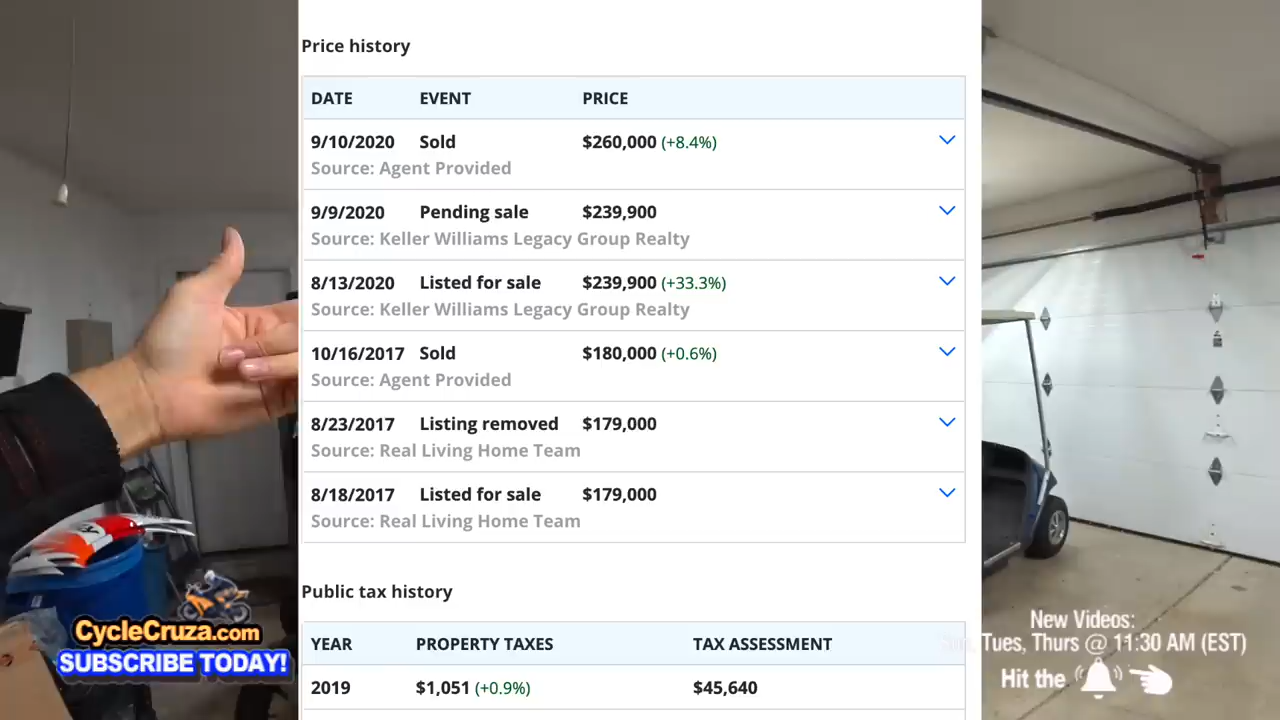 Price history
DATE EVENT PRICE
9/10/2020 Sold $260,000 (+8.4%)
Source: Agent Provided
9/9/2020 Pending sale $239,900
Source: Keller Williams Legacy Group Realty
8/13/2020 Listed for sale $239,900 (+33.3%)
Source: Keller Williams Legacy Group Realty
10/16/2017 Sold $180,000 (+0.6%)
Source: Agent Provided
8/23/2017 Listing removed $179,000
Source: Real Living Home Team
8/18/2017 Listed for sale $179,000
Source: Real Living Home Team
Public tax history
YEAR PROPERTY TAXES TAX ASSESSMENT
2019 $1,051 (+0.9%) $45,640
CycleCruza.com
SUBSCRIBE TODAY!
New Videos:
Sun, Tues, Thurs @ 11:30 AM (EST)
Hit the